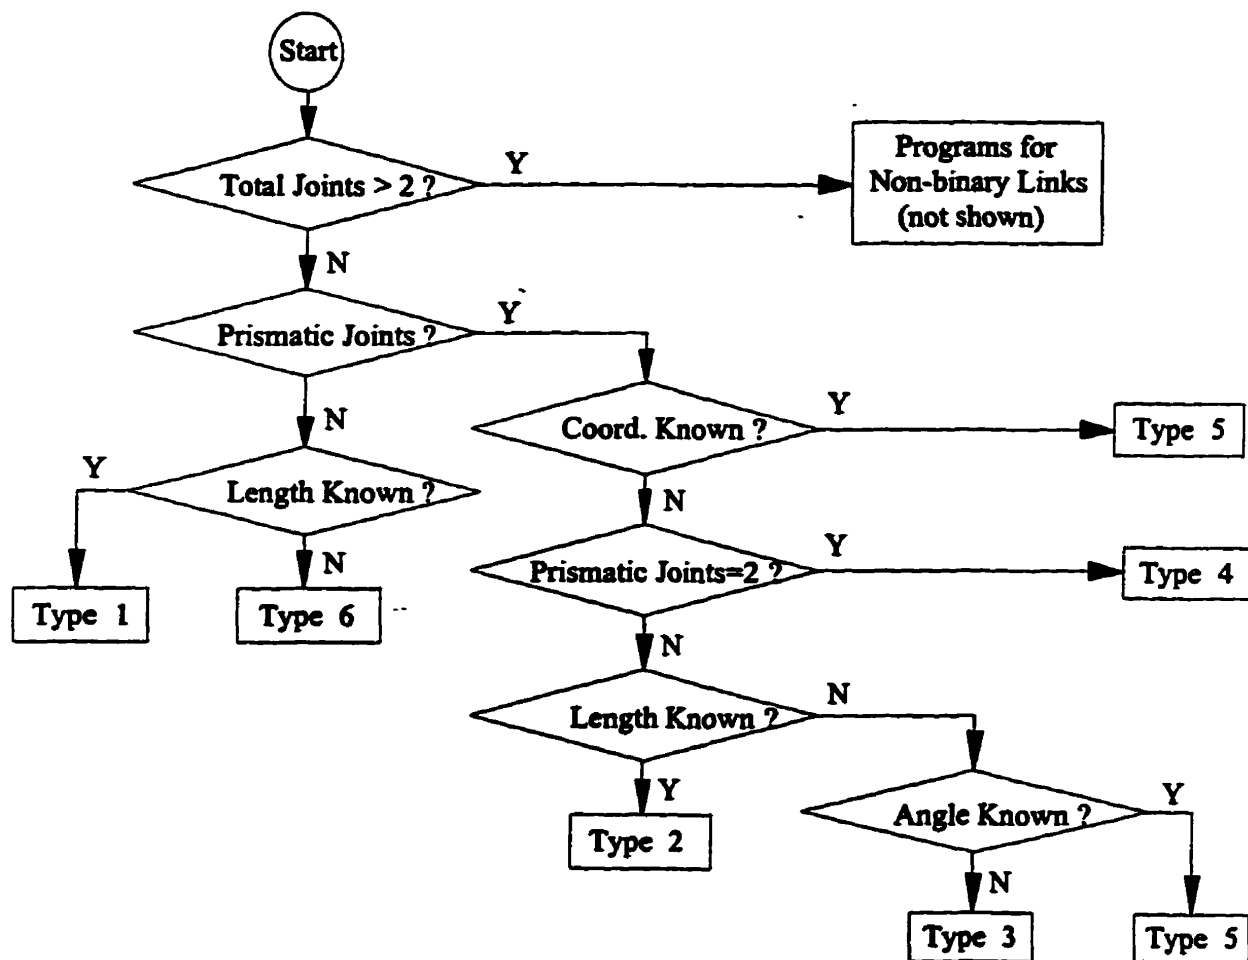 Start
Total Joints > 2 ?
Y
Programs for
Non-binary Links
(not shown)
N
Prismatic Joints ?
Y
N
Coord. Known ?
Y
Type 5
Y
Length Known ?
N
N
Prismatic Joints=2 ?
Y
Type 4
Type 1
Type 6
N
Length Known ?
N
Y
Type 2
Angle Known ?
Y
N
Type 3
Type 5